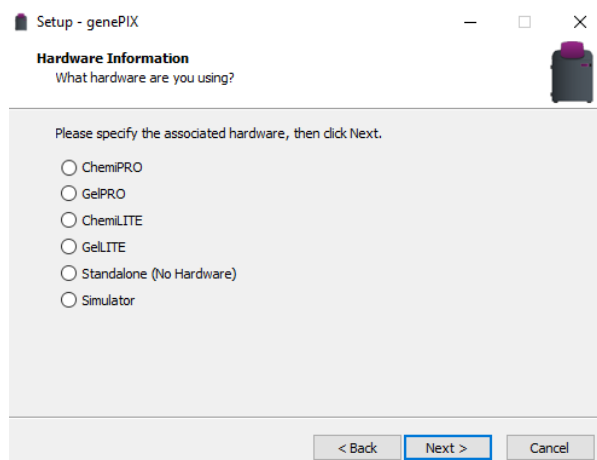 Setup - genePIX
Hardware Information
What hardware are you using?
Please specify the associated hardware, then click Next.
ChemiPRO
GelPRO
ChemiLITE
GelLITE
Standalone (No Hardware)
Simulator
< Back Next > Cancel